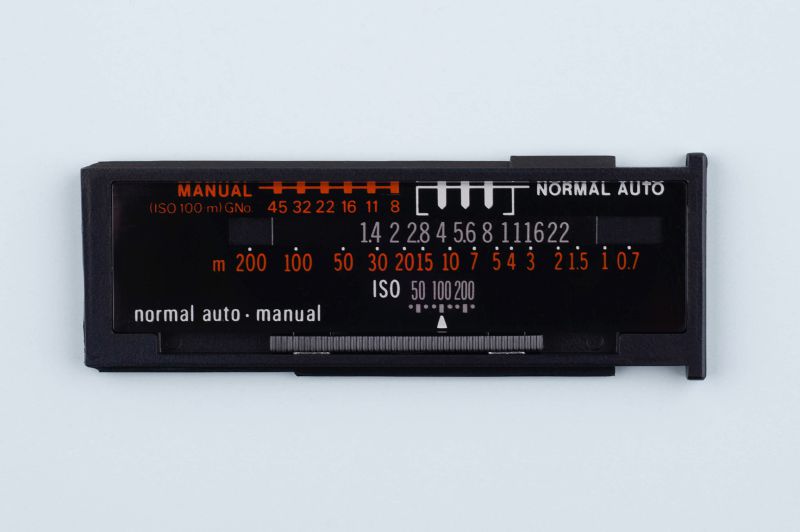 MANUAL NORMAL AUTO
(ISO 100 m) GNo. 45 32 22 16 11 8
1.4 2 2.8 4 5.6 8 11 16 22
m 200 100 50 30 20 15 10 7 5 4 3 2 1.5 1 0.7
ISO 50 100 200
normal auto · manual